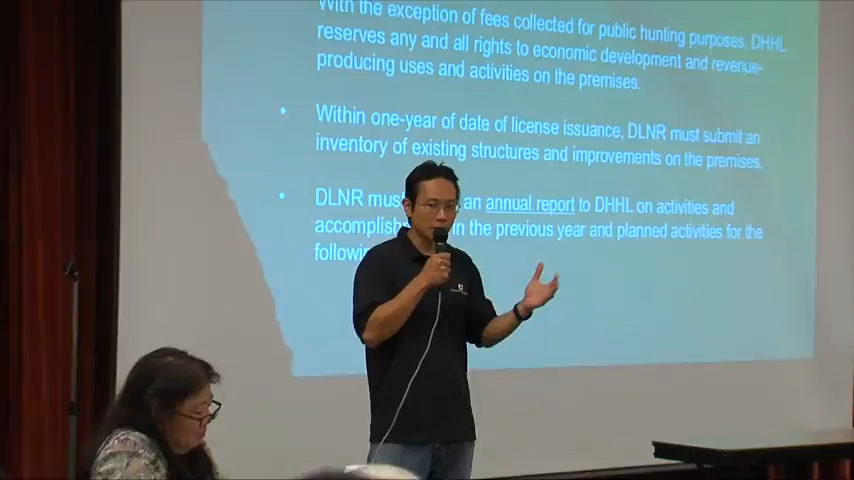 With the exception of fees collected for public hunting purposes, DHHL
reserves any and all rights to economic development and revenue-
producing, uses and activities on the premises.
• Within one-year of date of license issuance, DLNR must submit an
inventory of existing structures and improvements on the premises.
• DLNR must an annual report to DHHL on activities and
in the previous year and planned activities for the